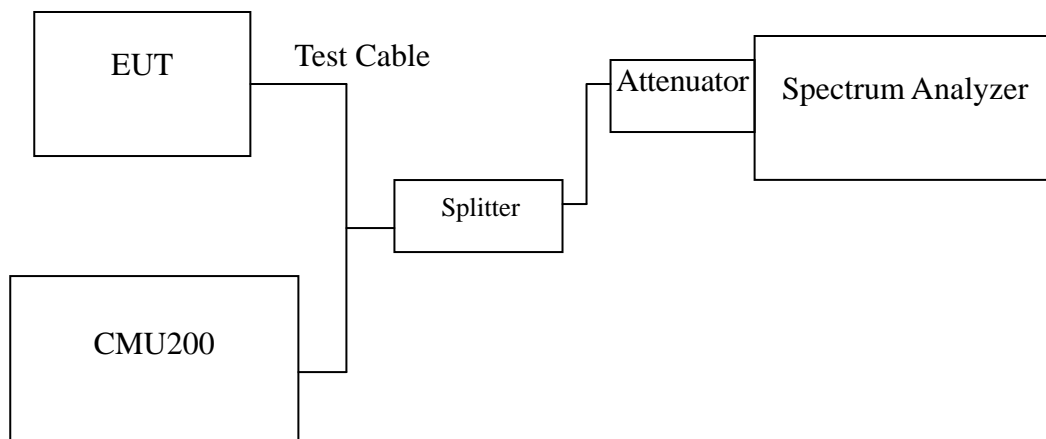 EUT
Test Cable
Attenuator
Spectrum Analyzer
Splitter
CMU200